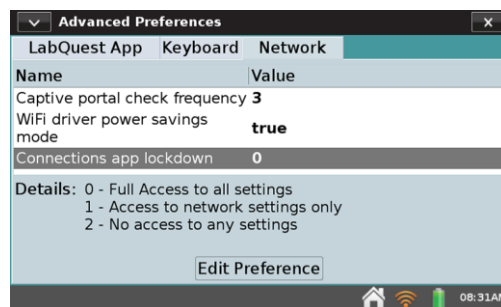 Advanced Preferences
LabQuest App Keyboard Network
Name Value
Captive portal check frequency 3
WiFi driver power savings
mode true
Connections app lockdown 0
Details: 0 - Full Access to all settings
1 - Access to network settings only
2 - No access to any settings
Edit Preference